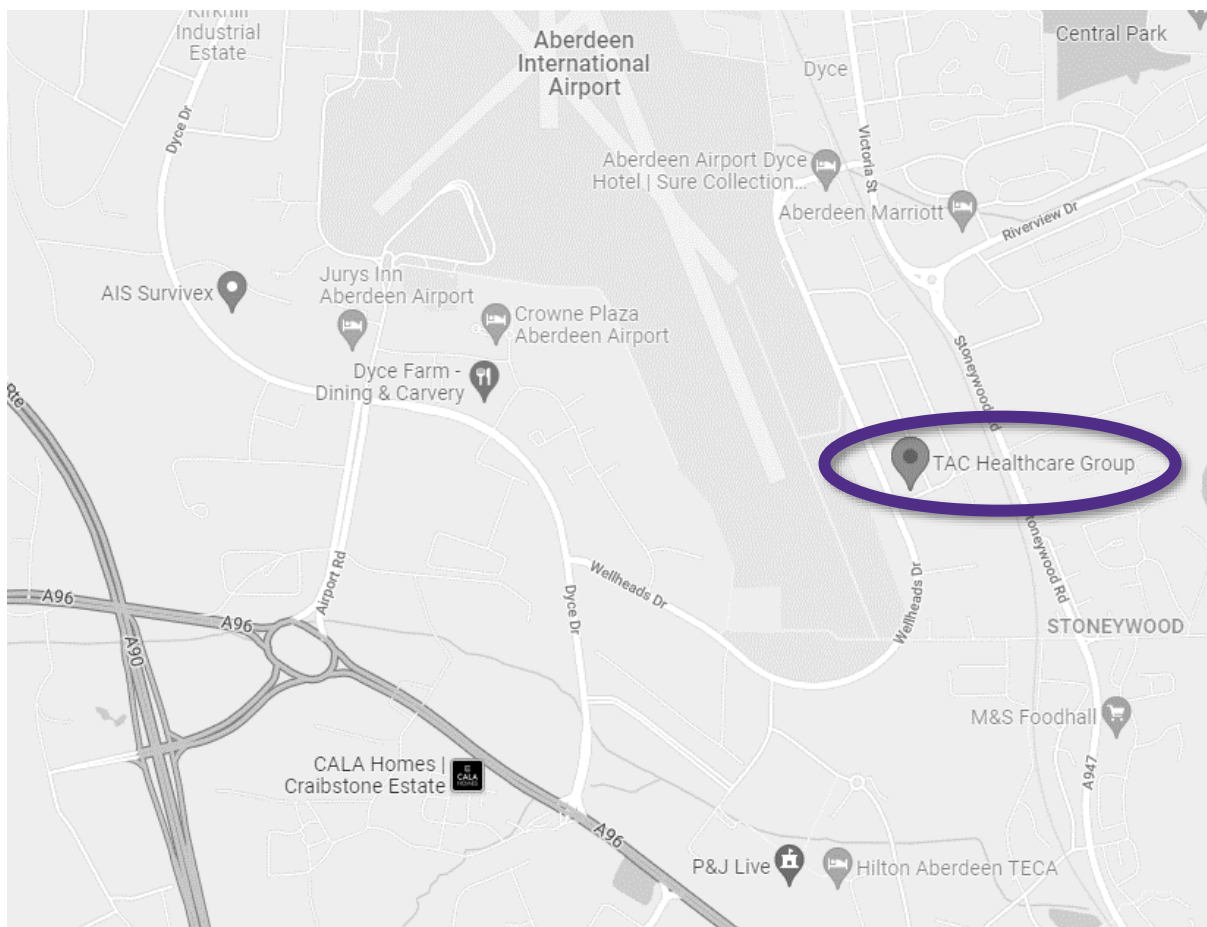 Kirkhill
Industrial
Estate
Aberdeen
International
Airport
Central Park
Dyce
Dyce Dr
Victoria St
Aberdeen Airport Dyce
Hotel | Sure Collection...
Aberdeen Marriott
Riverview Dr
AIS Survivex
Jurys Inn
Aberdeen Airport
Crowne Plaza
Aberdeen Airport
Stoneywood Rd
Dyce Farm -
Dining & Carvery
Rte
TAC Healthcare Group
Stoneywood Rd
Airport Rd
Wellheads Dr
Dyce Dr
Wellheads Dr
A96
A96
A90
STONEYWOOD
M&S Foodhall
CALA Homes |
Craibstone Estate
CALA
HOMES
A947
A96
P&J Live
Hilton Aberdeen TECA